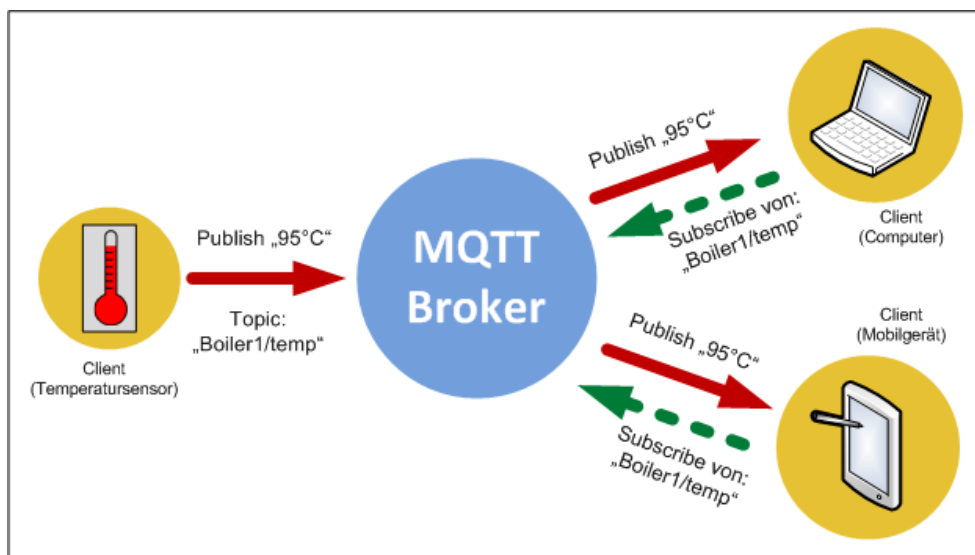 Publish „95°C“
Topic:
„Boiler1/temp“
Client
(Temperatursensor)
MQTT
Broker
Publish „95°C“
Subscribe von:
„Boiler1/temp“
Client
(Computer)
Publish „95°C“
Subscribe von:
„Boiler1/temp“
Client
(Mobilgerät)